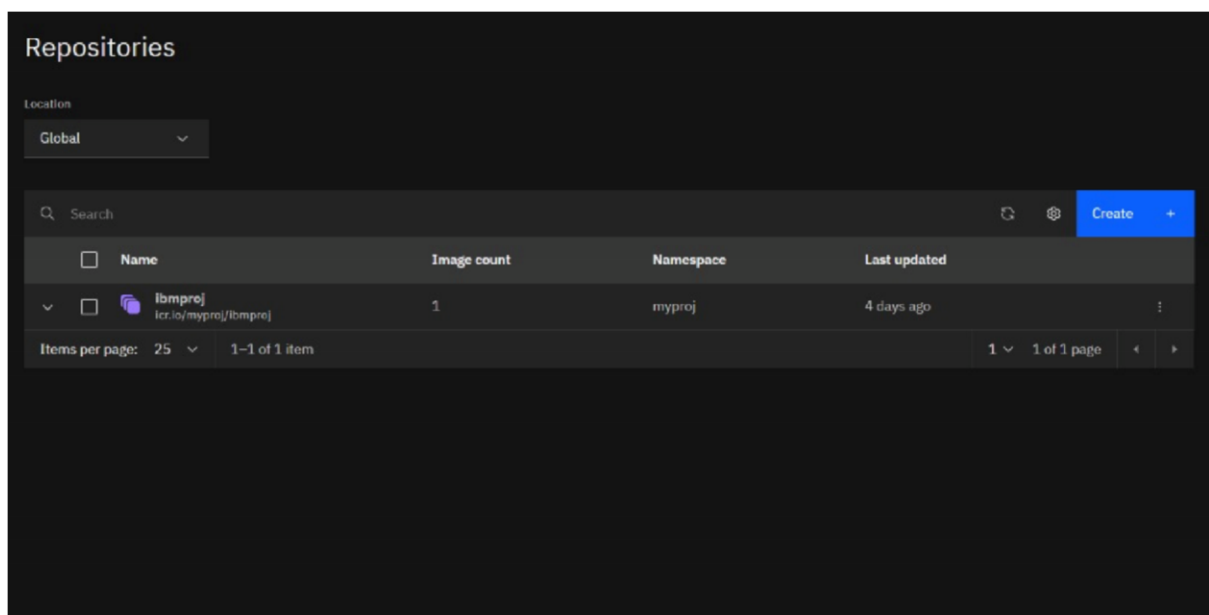 Repositories
Location
Global
Search
Create +
Name Image count Namespace Last updated
ibmproj 1 myproj 4 days ago
icr.io/myproj/ibmproj
Items per page: 25 1–1 of 1 item 1 1 of 1 page